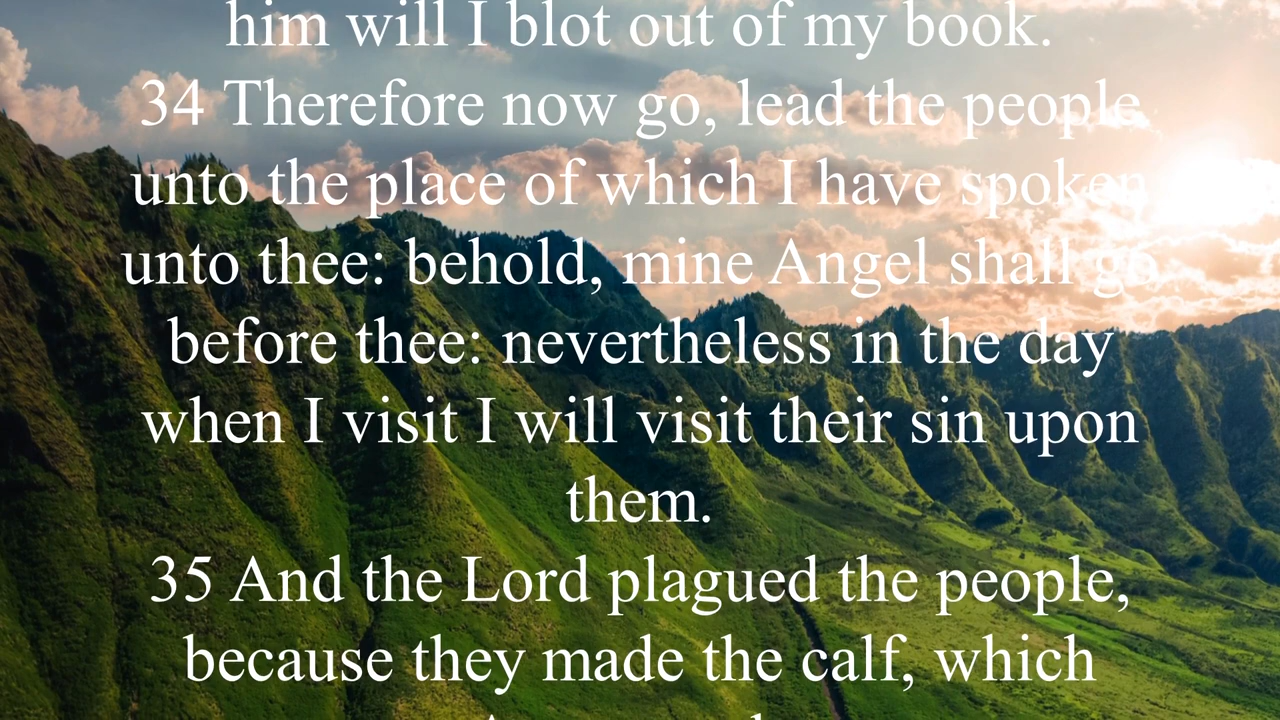 him will I blot out of my book.
34 Therefore now go, lead the people
unto the place of which I have spoken
unto thee: behold, mine Angel shall go
before thee: nevertheless in the day
when I visit I will visit their sin upon
them.
35 And the Lord plagued the people,
because they made the calf, which